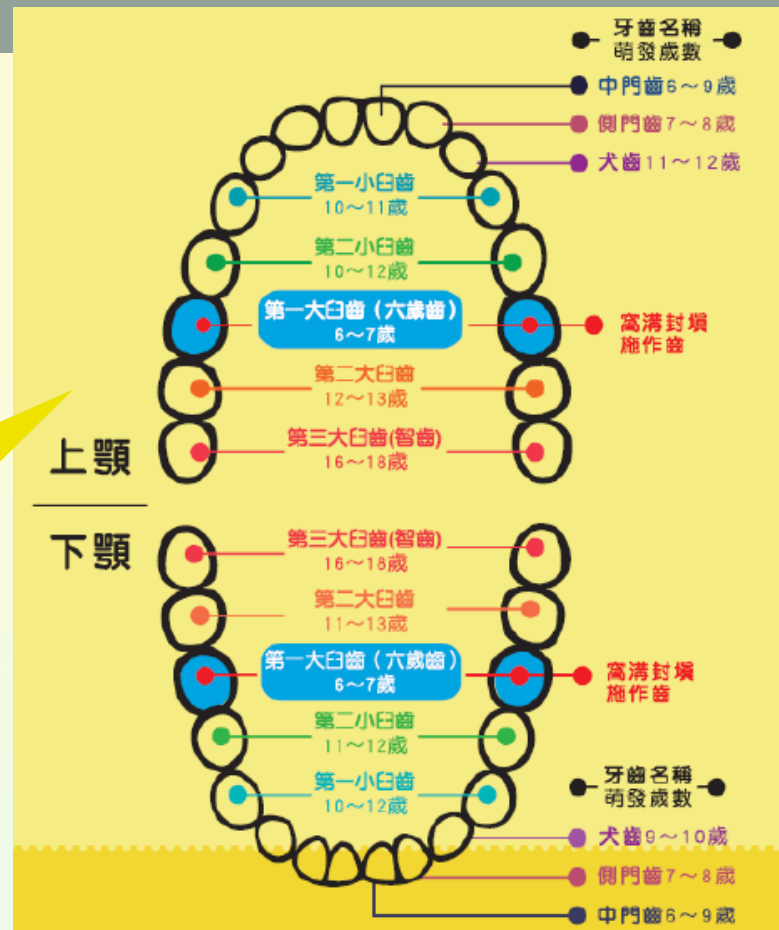 牙齒名稱
萌發歲數
中門齒6～9歲
側門齒7～8歲
犬齒11～12歲
第一小臼齒
10～11歲
第二小臼齒
10～12歲
第一大臼齒（六歲齒）
6～7歲
窩溝封填
施作齒
第二大臼齒
12～13歲
第三大臼齒(智齒)
16～18歲
上顎
下顎
第三大臼齒(智齒)
16～18歲
第二大臼齒
11～13歲
第一大臼齒（六歲齒）
6～7歲
窩溝封填
施作齒
第二小臼齒
11～12歲
第一小臼齒
10～12歲
牙齒名稱
萌發歲數
犬齒9～10歲
側門齒7～8歲
中門齒6～9歲